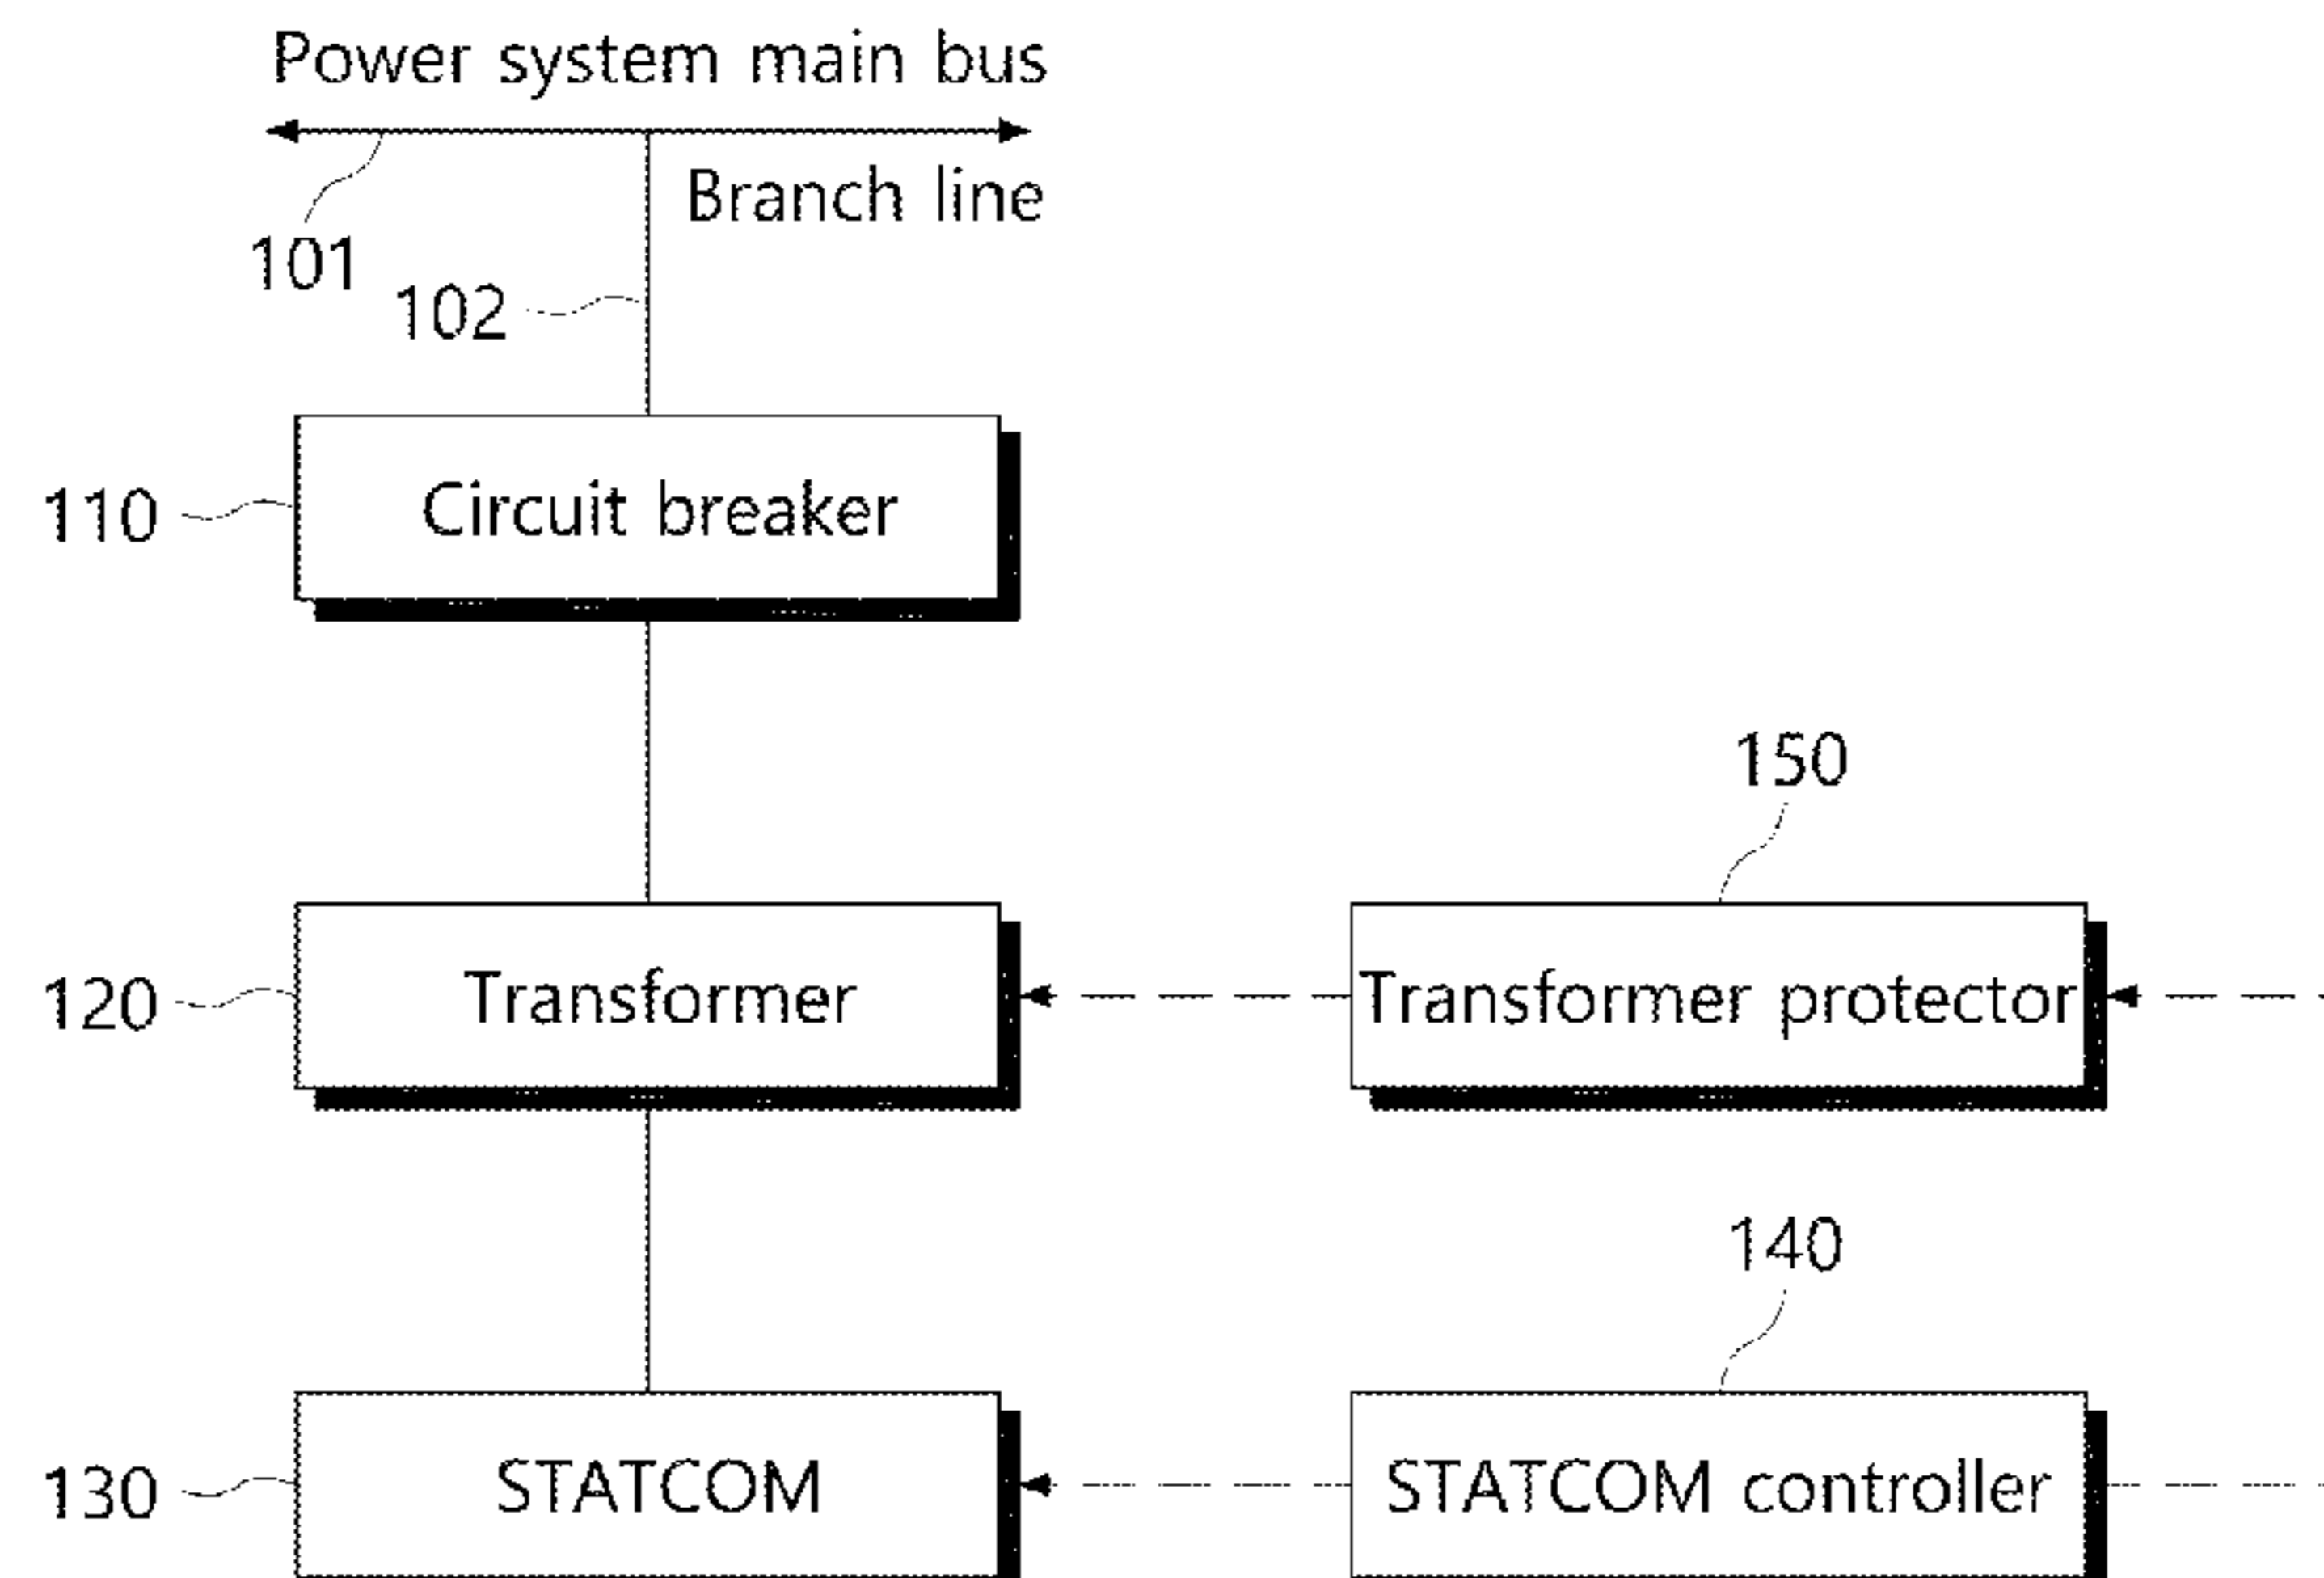 Power system main bus
Branch line
101
102
110
Circuit breaker
150
120
Transformer
Transformer protector
140
130
STATCOM
STATCOM controller